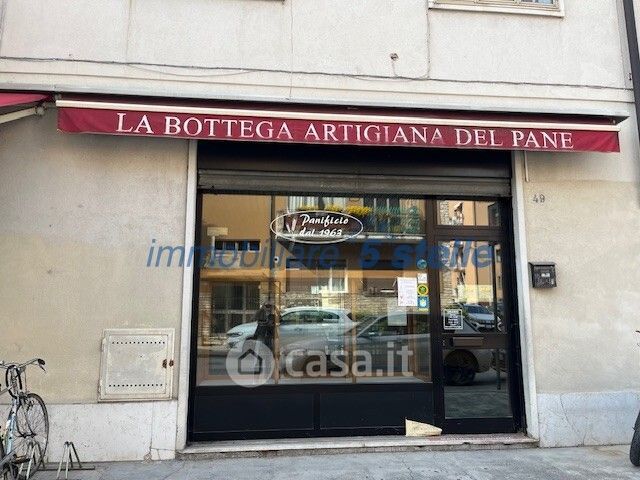 LA BOTTEGA ARTIGIANA DEL PANE
49
Panificio
dal 1963
immobiliare 5 stelle
casa.it